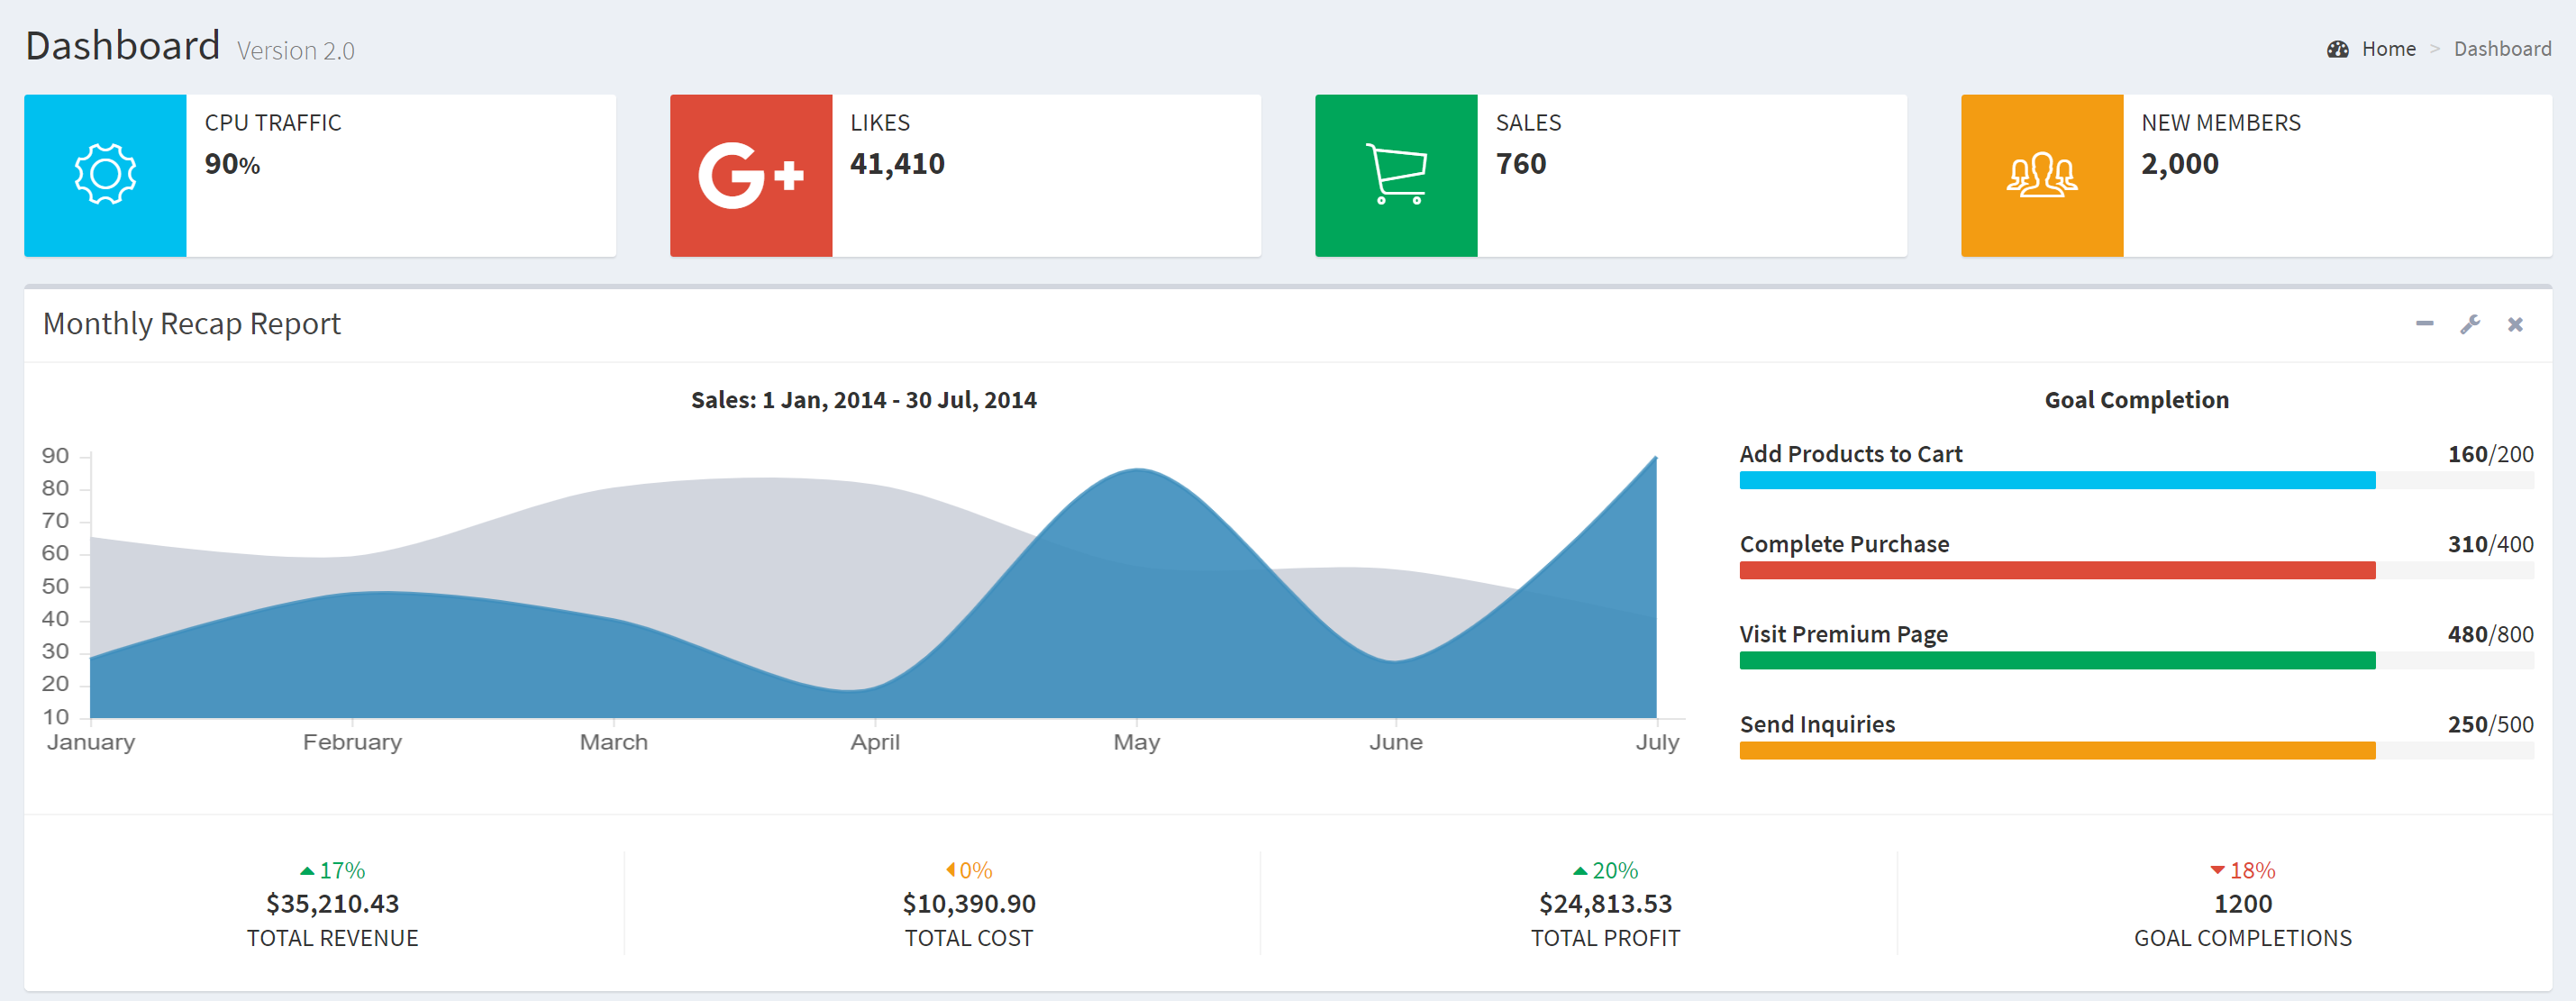 Dashboard Version 2.0
Home > Dashboard
CPU TRAFFIC
90%
G+
LIKES
41,410
SALES
760
NEW MEMBERS
2,000
Monthly Recap Report
Sales: 1 Jan, 2014 - 30 Jul, 2014
90
80
70
60
50
40
30
20
10
January February March April May June July
Goal Completion
Add Products to Cart 160/200
Complete Purchase 310/400
Visit Premium Page 480/800
Send Inquiries 250/500
17%
$35,210.43
TOTAL REVENUE
0%
$10,390.90
TOTAL COST
20%
$24,813.53
TOTAL PROFIT
18%
1200
GOAL COMPLETIONS